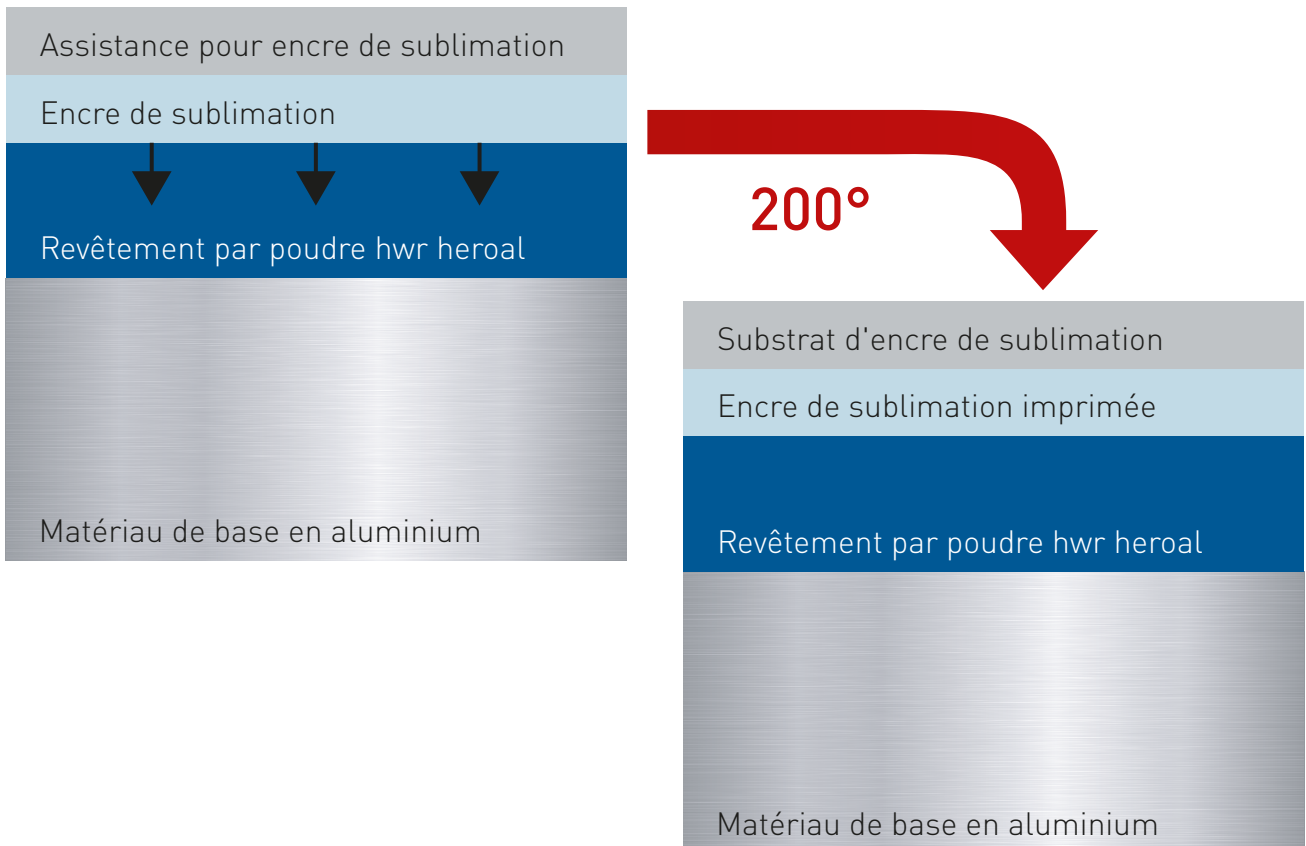 Assistance pour encre de sublimation
Encre de sublimation
Revêtement par poudre hwr heroal
Matériau de base en aluminium
200°
Substrat d'encre de sublimation
Encre de sublimation imprimée
Revêtement par poudre hwr heroal
Matériau de base en aluminium